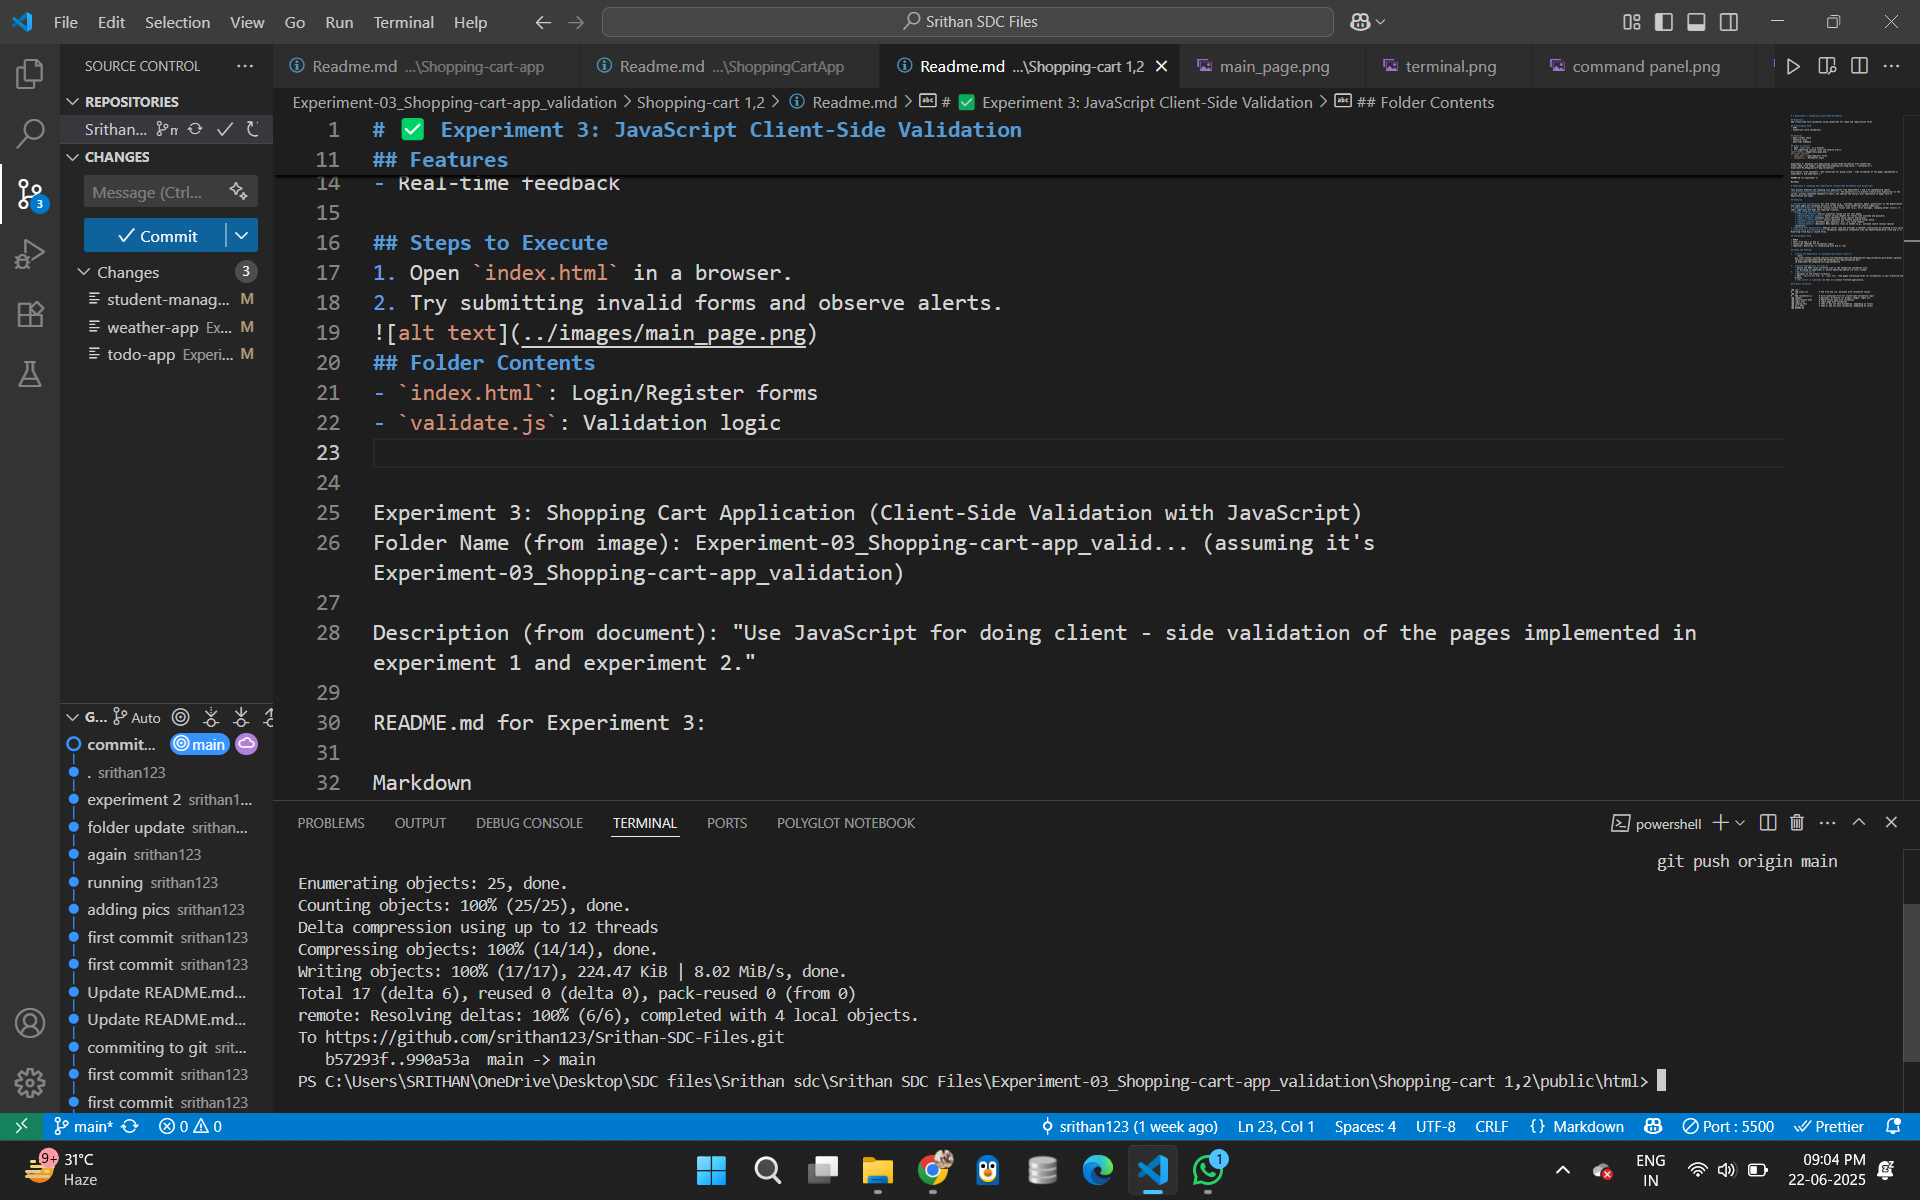 File Edit Selection View Go Run Terminal Help
Srithan SDC Files
SOURCE CONTROL
Readme.md ...\Shopping-cart-app
Readme.md ...\ShoppingCartApp
Readme.md ...\Shopping-cart 1,2
main_page.png
terminal.png
command panel.png
REPOSITORIES
Srithan...
CHANGES
Message (Ctrl...
Commit
Changes 3
student-manag... M
weather-app Ex... M
todo-app Experi... M
3
Experiment-03_Shopping-cart-app_validation > Shopping-cart 1,2 > Readme.md > # ✅ Experiment 3: JavaScript Client-Side Validation > ## Folder Contents
1 # ✅ Experiment 3: JavaScript Client-Side Validation
11 ## Features
14 - Real-time feedback
15
16 ## Steps to Execute
17 1. Open `index.html` in a browser.
18 2. Try submitting invalid forms and observe alerts.
19 ![alt text](../images/main_page.png)
20 ## Folder Contents
21 - `index.html`: Login/Register forms
22 - `validate.js`: Validation logic
23
24
25 Experiment 3: Shopping Cart Application (Client-Side Validation with JavaScript)
26 Folder Name (from image): Experiment-03_Shopping-cart-app_valid... (assuming it's
Experiment-03_Shopping-cart-app_validation)
27
28 Description (from document): "Use JavaScript for doing client - side validation of the pages implemented in
experiment 1 and experiment 2."
29
30 README.md for Experiment 3:
31
32 Markdown
G... Auto
commit... main
. srithan123
experiment 2 srithan1...
folder update srithan...
again srithan123
running srithan123
adding pics srithan123
first commit srithan123
first commit srithan123
Update README.md...
Update README.md...
commiting to git srit...
first commit srithan123
first commit srithan123
PROBLEMS OUTPUT DEBUG CONSOLE TERMINAL PORTS POLYGLOT NOTEBOOK
powershell
git push origin main
Enumerating objects: 25, done.
Counting objects: 100% (25/25), done.
Delta compression using up to 12 threads
Compressing objects: 100% (14/14), done.
Writing objects: 100% (17/17), 224.47 KiB | 8.02 MiB/s, done.
Total 17 (delta 6), reused 0 (delta 0), pack-reused 0 (from 0)
remote: Resolving deltas: 100% (6/6), completed with 4 local objects.
To https://github.com/srithan123/Srithan-SDC-Files.git
b57293f..990a53a main -> main
PS C:\Users\SRITHAN\OneDrive\Desktop\SDC files\Srithan sdc\Srithan SDC Files\Experiment-03_Shopping-cart-app_validation\Shopping-cart 1,2\public\html>
main* 0 0
srithan123 (1 week ago) Ln 23, Col 1 Spaces: 4 UTF-8 CRLF {} Markdown Port : 5500 Prettier
9+
31°C
Haze
1
ENG
IN
09:04 PM
22-06-2025